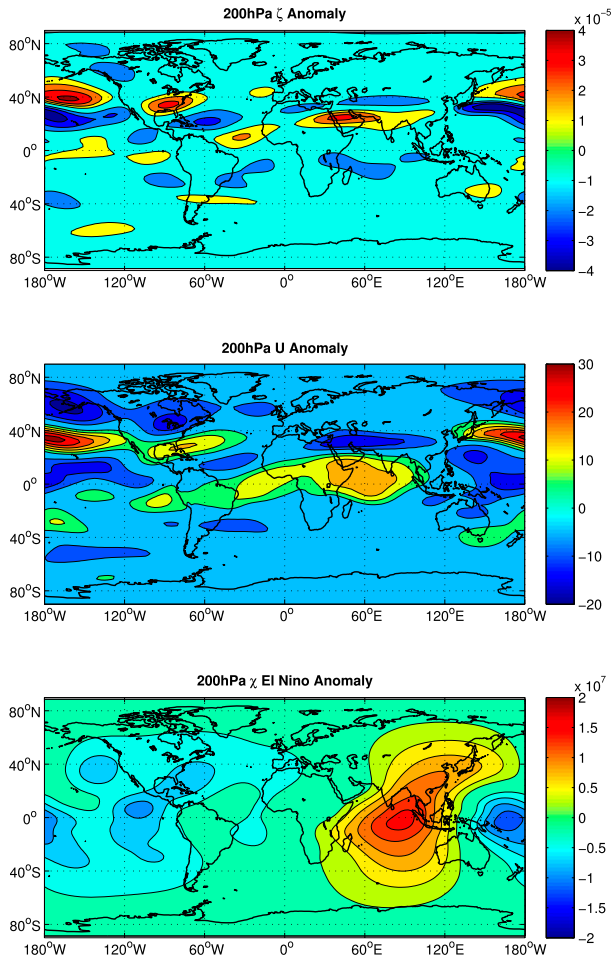 200hPa ζ Anomaly
x 10⁻⁵
80°N
40°N
0°
40°S
80°S
180°W 120°W 60°W 0° 60°E 120°E 180°W
4
3
2
1
0
−1
−2
−3
−4
200hPa U Anomaly
80°N
40°N
0°
40°S
80°S
180°W 120°W 60°W 0° 60°E 120°E 180°W
30
20
10
0
−10
−20
200hPa χ El Nino Anomaly
x 10⁷
80°N
40°N
0°
40°S
80°S
180°W 120°W 60°W 0° 60°E 120°E 180°W
2
1.5
1
0.5
0
−0.5
−1
−1.5
−2